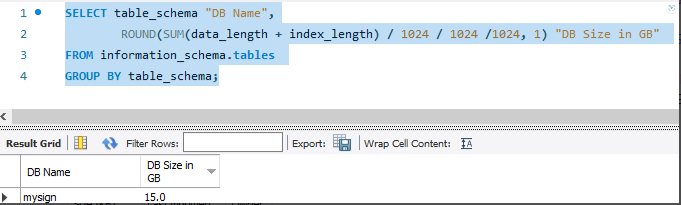 1 SELECT table_schema "DB Name",
2 ROUND(SUM(data_length + index_length) / 1024 / 1024 /1024, 1) "DB Size in GB"
3 FROM information_schema.tables
4 GROUP BY table_schema;
Result Grid Filter Rows: Export: Wrap Cell Content: IA
DB Name DB Size in
GB
mysign 15.0